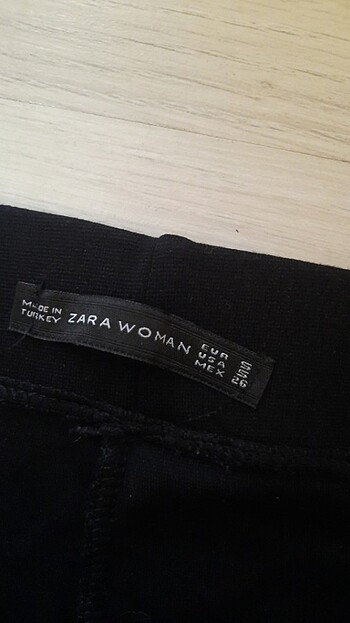 MADE IN
TURKEY
ZARA WOMAN
EUR S
USA S
MEX 26